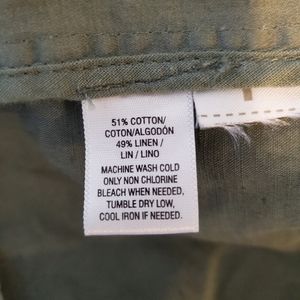 51% COTTON/
COTON/ALGODÓN
49% LINEN/
LIN / LINO
MACHINE WASH COLD
ONLY NON CHLORINE
BLEACH WHEN NEEDED,
TUMBLE DRY LOW,
COOL IRON IF NEEDED.